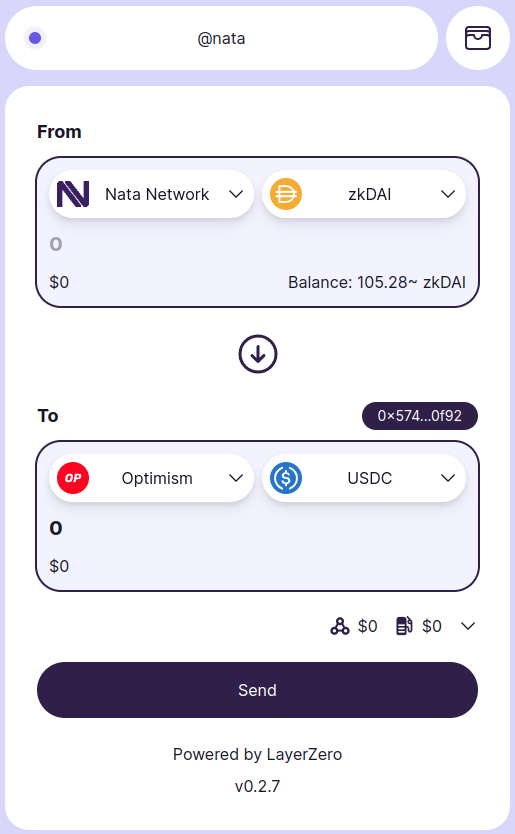 @nata
From
Nata Network zkDAI
0
$0 Balance: 105.28~ zkDAI
To 0×574...0f92
OP Optimism USDC
0
$0
$0 $0
Send
Powered by LayerZero
v0.2.7